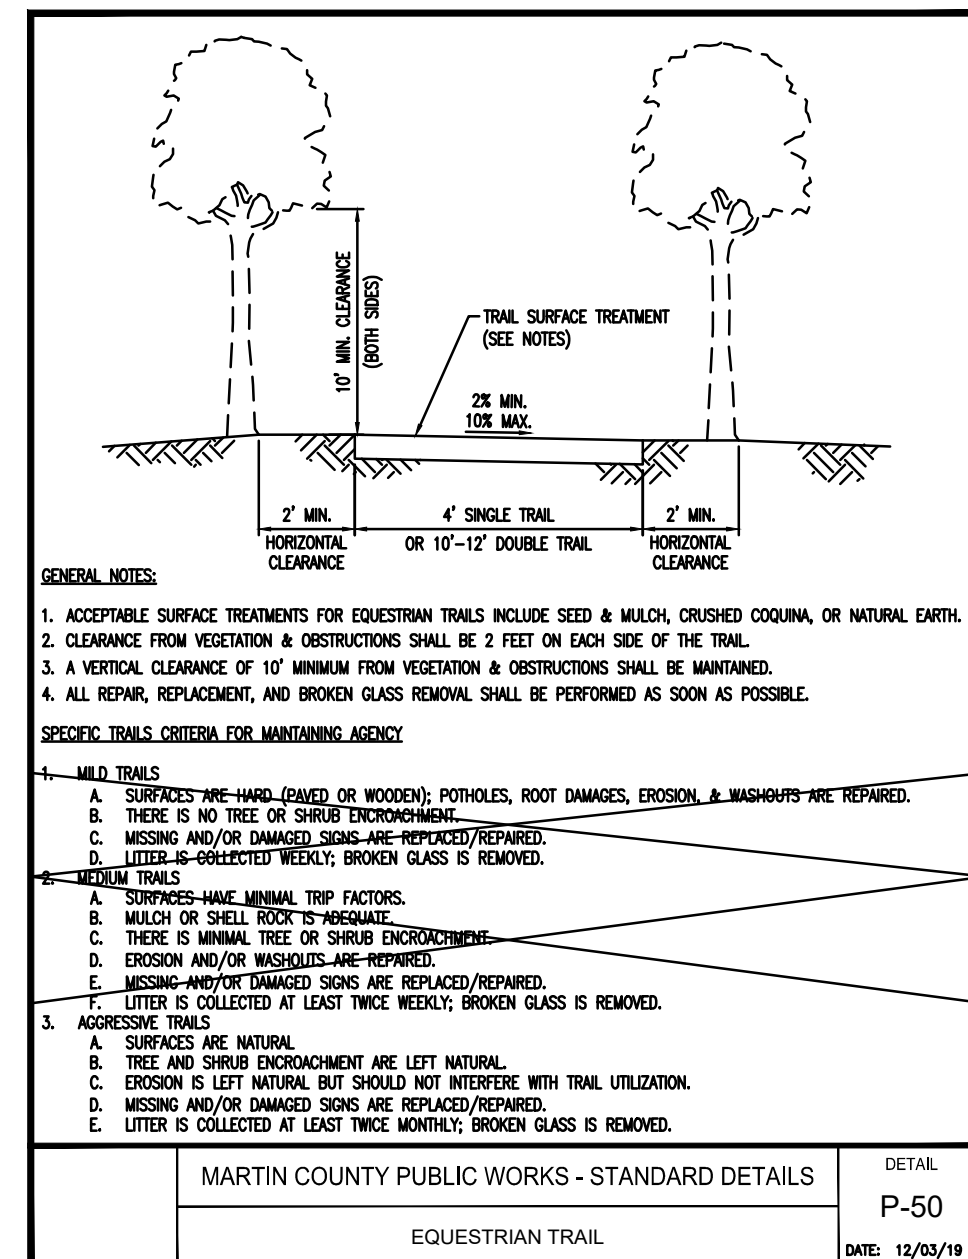 10' MIN. CLEARANCE
(BOTH SIDES)
TRAIL SURFACE TREATMENT
(SEE NOTES)
2% MIN.
10% MAX.
2' MIN.
HORIZONTAL
CLEARANCE
4' SINGLE TRAIL
OR 10'-12' DOUBLE TRAIL
2' MIN.
HORIZONTAL
CLEARANCE
GENERAL NOTES:
1. ACCEPTABLE SURFACE TREATMENTS FOR EQUESTRIAN TRAILS INCLUDE SEED & MULCH, CRUSHED COQUINA, OR NATURAL EARTH.
2. CLEARANCE FROM VEGETATION & OBSTRUCTIONS SHALL BE 2 FEET ON EACH SIDE OF THE TRAIL.
3. A VERTICAL CLEARANCE OF 10' MINIMUM FROM VEGETATION & OBSTRUCTIONS SHALL BE MAINTAINED.
4. ALL REPAIR, REPLACEMENT, AND BROKEN GLASS REMOVAL SHALL BE PERFORMED AS SOON AS POSSIBLE.
SPECIFIC TRAILS CRITERIA FOR MAINTAINING AGENCY
1. MILD TRAILS
A. SURFACES ARE HARD (PAVED OR WOODEN); POTHOLES, ROOT DAMAGES, EROSION, & WASHOUTS ARE REPAIRED.
B. THERE IS NO TREE OR SHRUB ENCROACHMENT.
C. MISSING AND/OR DAMAGED SIGNS ARE REPLACED/REPAIRED.
D. LITTER IS COLLECTED WEEKLY; BROKEN GLASS IS REMOVED.
2. MEDIUM TRAILS
A. SURFACES HAVE MINIMAL TRIP FACTORS.
B. MULCH OR SHELL ROCK IS ADEQUATE.
C. THERE IS MINIMAL TREE OR SHRUB ENCROACHMENT.
D. EROSION AND/OR WASHOUTS ARE REPAIRED.
E. MISSING AND/OR DAMAGED SIGNS ARE REPLACED/REPAIRED.
F. LITTER IS COLLECTED AT LEAST TWICE WEEKLY; BROKEN GLASS IS REMOVED.
3. AGGRESSIVE TRAILS
A. SURFACES ARE NATURAL
B. TREE AND SHRUB ENCROACHMENT ARE LEFT NATURAL.
C. EROSION IS LEFT NATURAL BUT SHOULD NOT INTERFERE WITH TRAIL UTILIZATION.
D. MISSING AND/OR DAMAGED SIGNS ARE REPLACED/REPAIRED.
E. LITTER IS COLLECTED AT LEAST TWICE MONTHLY; BROKEN GLASS IS REMOVED.
MARTIN COUNTY PUBLIC WORKS - STANDARD DETAILS
EQUESTRIAN TRAIL
DETAIL
P-50
DATE: 12/03/19